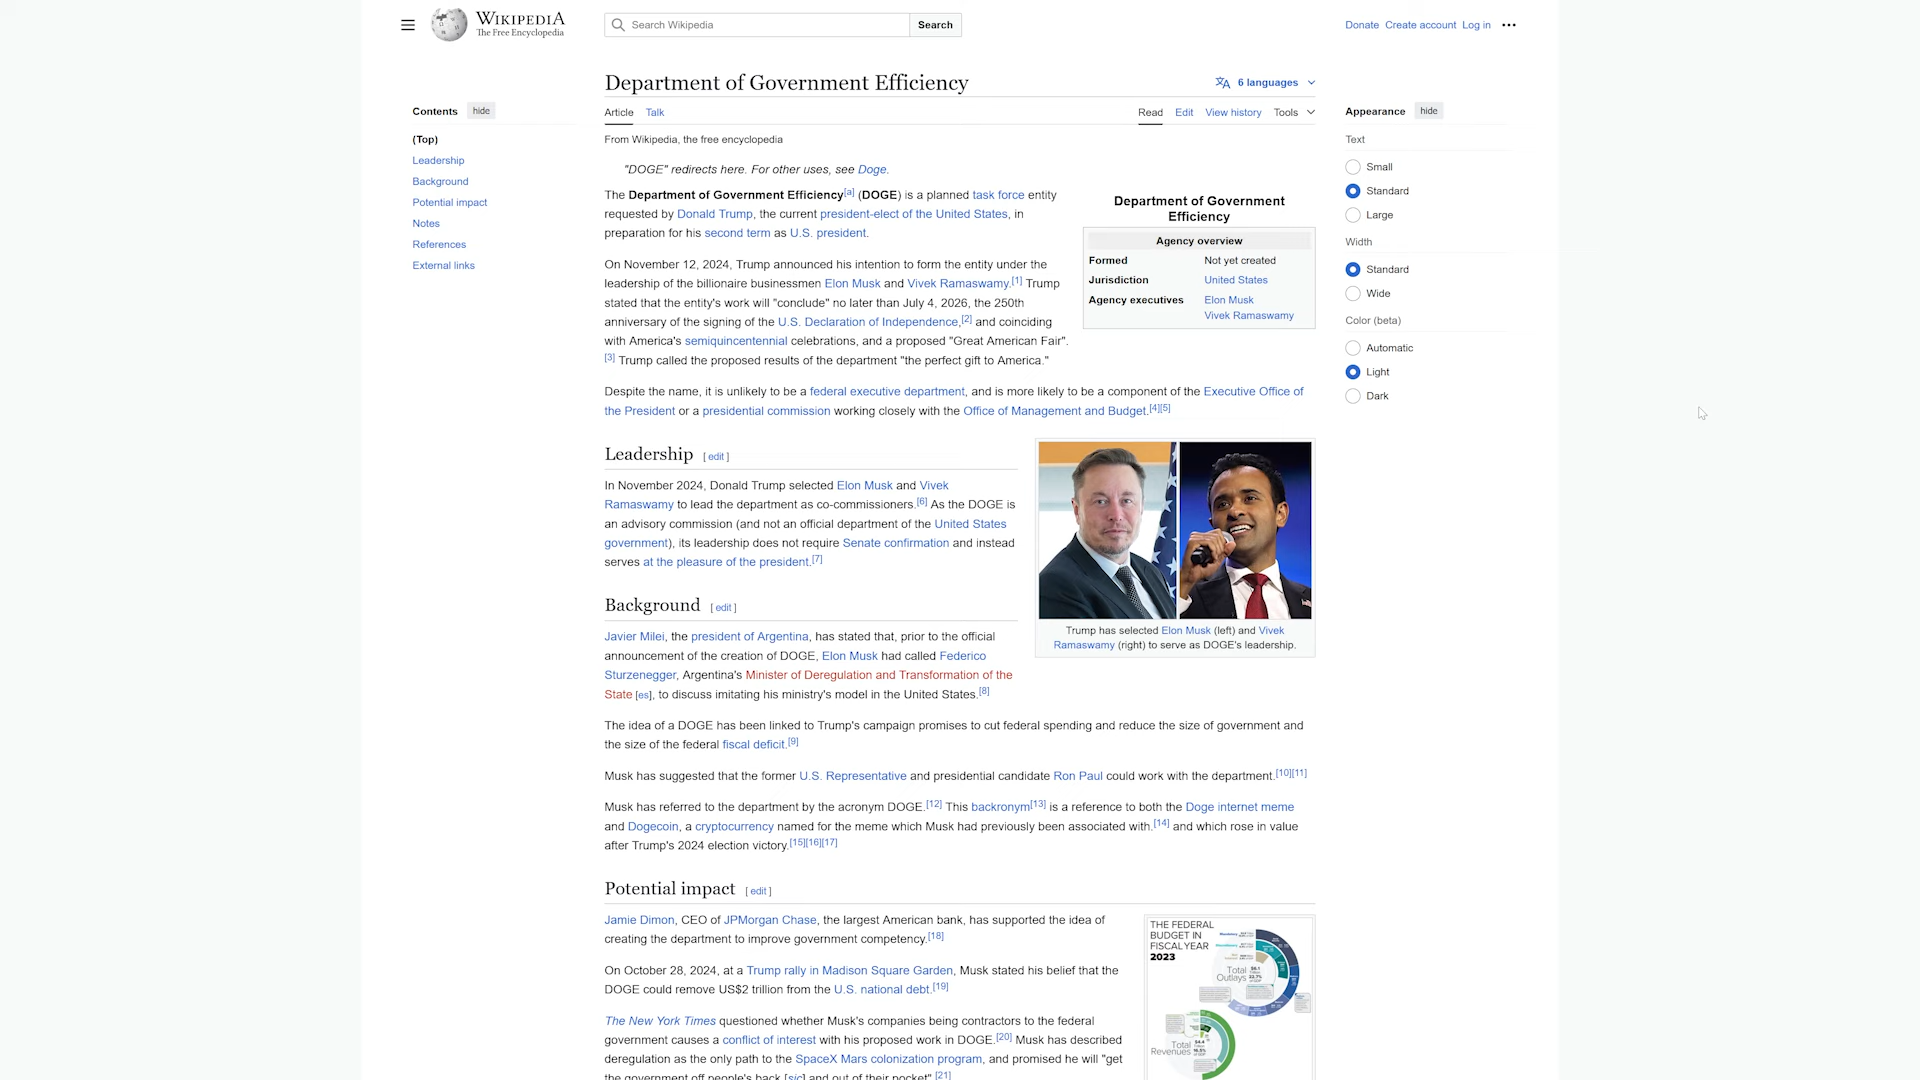 WIKIPEDIA
The Free Encyclopedia
Search Wikipedia
Search
Donate
Create account
Log in
Contents
hide
(Top)
Leadership
Background
Potential impact
Notes
References
External links
Department of Government Efficiency
6 languages
Article
Talk
Read
Edit
View history
Tools
From Wikipedia, the free encyclopedia
"DOGE" redirects here. For other uses, see Doge.
The Department of Government Efficiency[a] (DOGE) is a planned task force entity
requested by Donald Trump, the current president-elect of the United States, in
preparation for his second term as U.S. president.
On November 12, 2024, Trump announced his intention to form the entity under the
leadership of the billionaire businessmen Elon Musk and Vivek Ramaswamy.[1] Trump
stated that the entity's work will "conclude" no later than July 4, 2026, the 250th
anniversary of the signing of the U.S. Declaration of Independence,[2] and coinciding
with America's semiquincentennial celebrations, and a proposed "Great American Fair".
[3] Trump called the proposed results of the department "the perfect gift to America."
Department of Government
Efficiency
Agency overview
Formed Not yet created
Jurisdiction United States
Agency executives Elon Musk
Vivek Ramaswamy
Despite the name, it is unlikely to be a federal executive department, and is more likely to be a component of the Executive Office of
the President or a presidential commission working closely with the Office of Management and Budget.[4][5]
Leadership [ edit ]
In November 2024, Donald Trump selected Elon Musk and Vivek
Ramaswamy to lead the department as co-commissioners.[6] As the DOGE is
an advisory commission (and not an official department of the United States
government), its leadership does not require Senate confirmation and instead
serves at the pleasure of the president.[7]
Trump has selected Elon Musk (left) and Vivek
Ramaswamy (right) to serve as DOGE's leadership.
Background [ edit ]
Javier Milei, the president of Argentina, has stated that, prior to the official
announcement of the creation of DOGE, Elon Musk had called Federico
Sturzenegger, Argentina's Minister of Deregulation and Transformation of the
State [es], to discuss imitating his ministry's model in the United States.[8]
The idea of a DOGE has been linked to Trump's campaign promises to cut federal spending and reduce the size of government and
the size of the federal fiscal deficit.[9]
Musk has suggested that the former U.S. Representative and presidential candidate Ron Paul could work with the department.[10][11]
Musk has referred to the department by the acronym DOGE.[12] This backronym[13] is a reference to both the Doge internet meme
and Dogecoin, a cryptocurrency named for the meme which Musk had previously been associated with.[14] and which rose in value
after Trump's 2024 election victory.[15][16][17]
Potential impact [ edit ]
Jamie Dimon, CEO of JPMorgan Chase, the largest American bank, has supported the idea of
creating the department to improve government competency.[18]
On October 28, 2024, at a Trump rally in Madison Square Garden, Musk stated his belief that the
DOGE could remove US$2 trillion from the U.S. national debt.[19]
The New York Times questioned whether Musk's companies being contractors to the federal
government causes a conflict of interest with his proposed work in DOGE.[20] Musk has described
deregulation as the only path to the SpaceX Mars colonization program, and promised he will "get
the government off people's back [sic] and out of their pocket".[21]
THE FEDERAL
BUDGET IN
FISCAL YEAR
2023
Total
Outlays
Total
Revenues
Appearance
hide
Text
Small
Standard
Large
Width
Standard
Wide
Color (beta)
Automatic
Light
Dark